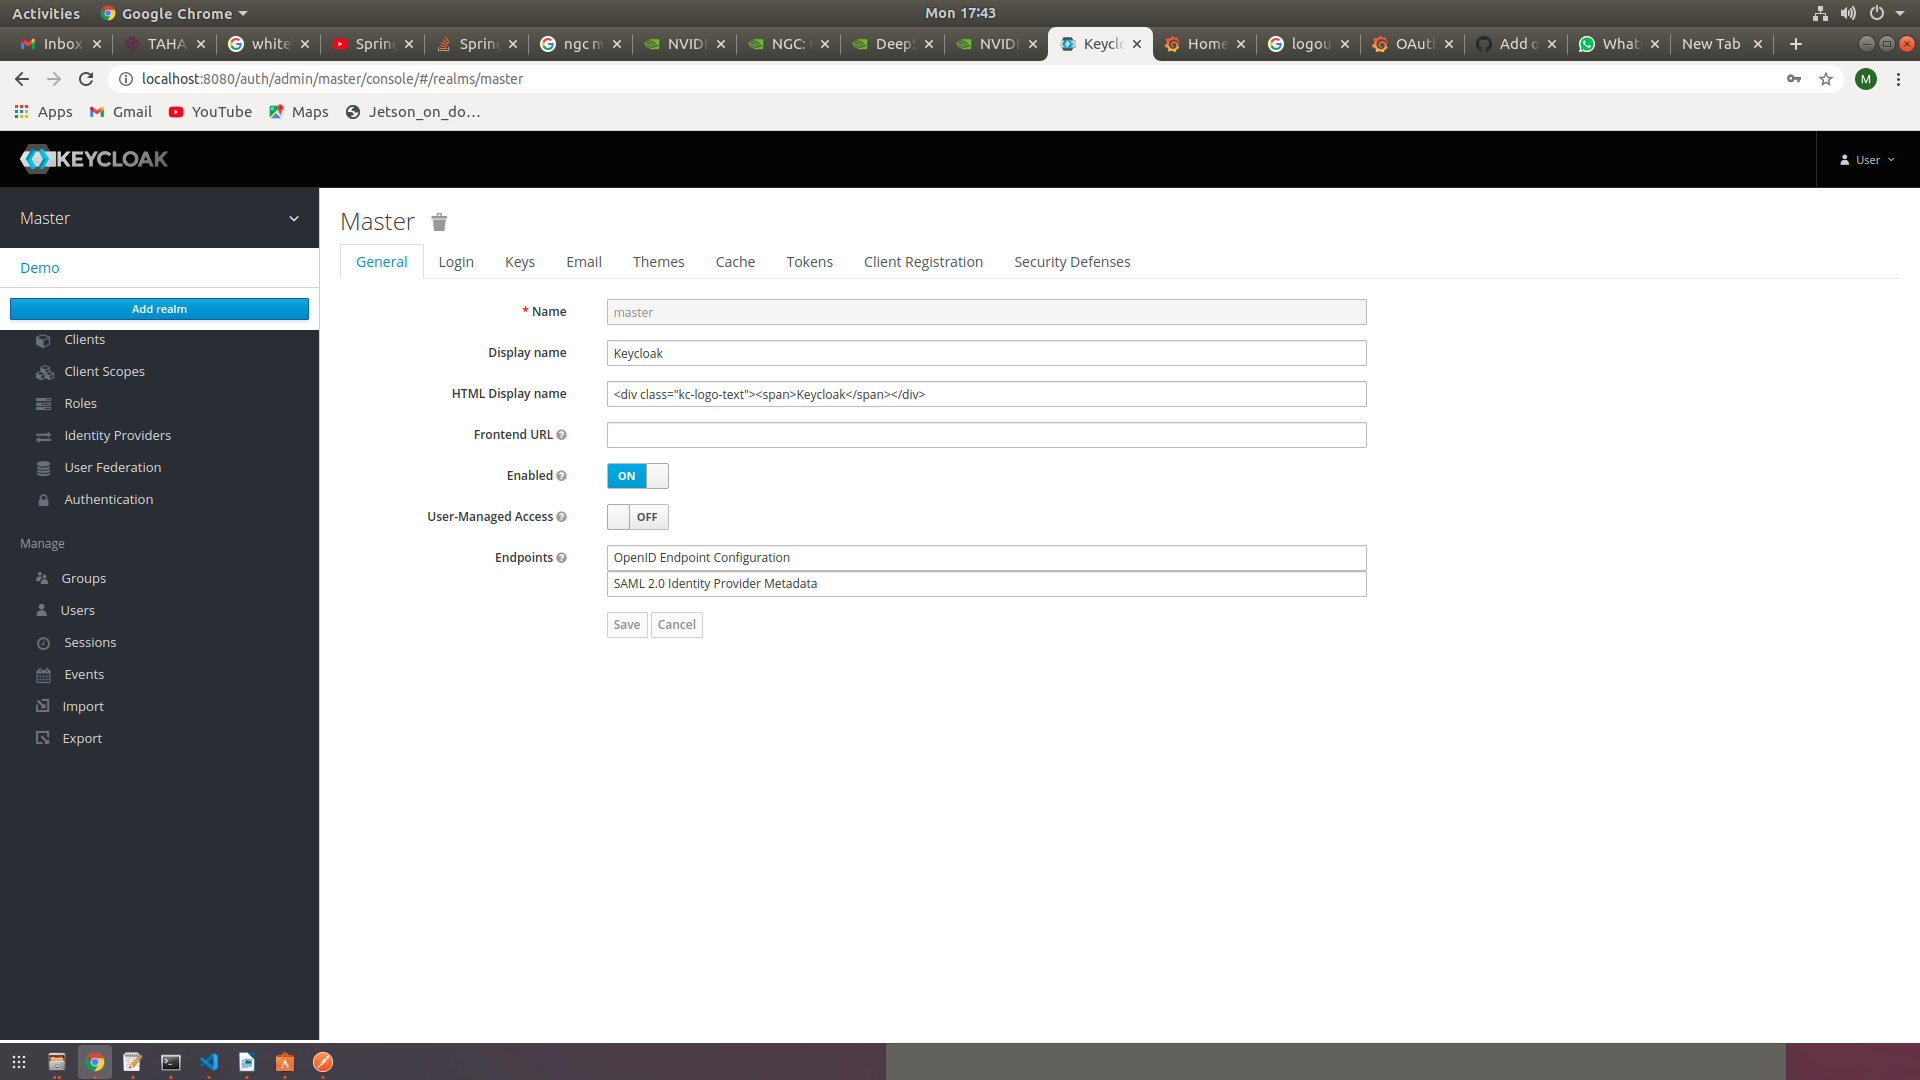 Activities Google Chrome Mon 17:43
Inbox TAHA white Spring Spring ngc nv NVIDI NGC: DeepS NVIDI Keyclo Home logou OAuth Add o What New Tab
localhost:8080/auth/admin/master/console/#/realms/master M
Apps Gmail YouTube Maps Jetson_on_do…
KEYCLOAK User
Master
Demo
Add realm
Clients
Client Scopes
Roles
Identity Providers
User Federation
Authentication
Manage
Groups
Users
Sessions
Events
Import
Export
Master
General Login Keys Email Themes Cache Tokens Client Registration Security Defenses
* Name master
Display name Keycloak
HTML Display name <div class="kc-logo-text"><span>Keycloak</span></div>
Frontend URL
Enabled ON
User-Managed Access OFF
Endpoints OpenID Endpoint Configuration
SAML 2.0 Identity Provider Metadata
Save Cancel